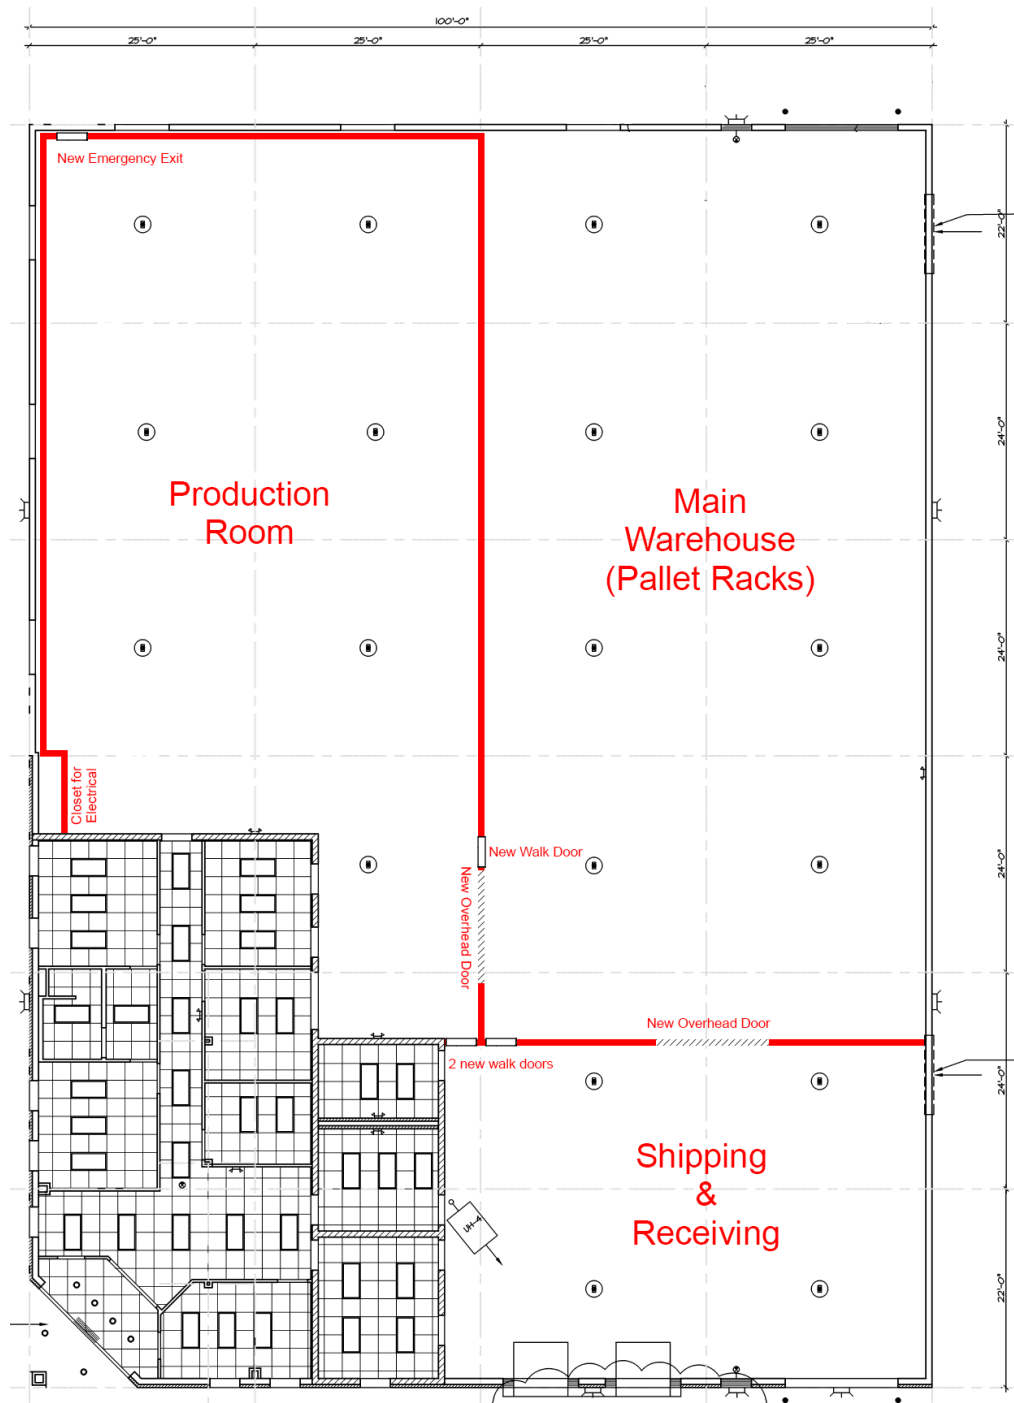 100'-0"
25'-0" 25'-0" 25'-0" 25'-0"
New Emergency Exit
22'-0"
24'-0"
Production
Room
Main
Warehouse
(Pallet Racks)
24'-0"
Closet for
Electrical
New Walk Door
24'-0"
New Overhead Door
New Overhead Door
2 new walk doors
24'-0"
Shipping
&
Receiving
UH-4
22'-0"